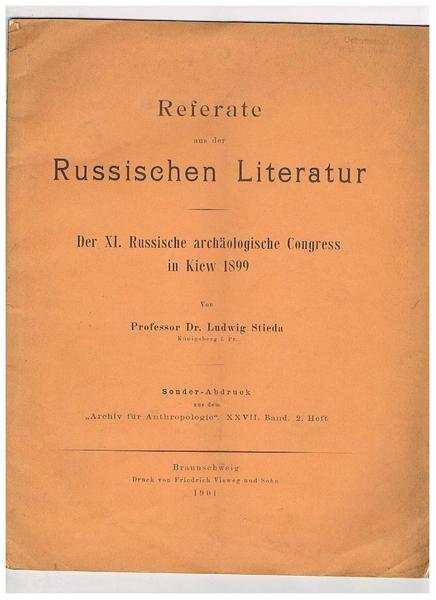 Referate
aus der
Russischen Literatur
Der XI. Russische archäologische Congress
in Kiew 1899
Von
Professor Dr. Ludwig Stieda
Königsberg i. Pr.
Sonder-Abdruck
aus dem
„Archiv für Anthropologie“. XXVII. Band. 2. Heft
Braunschweig
Druck von Friedrich Vieweg und Sohn
1901